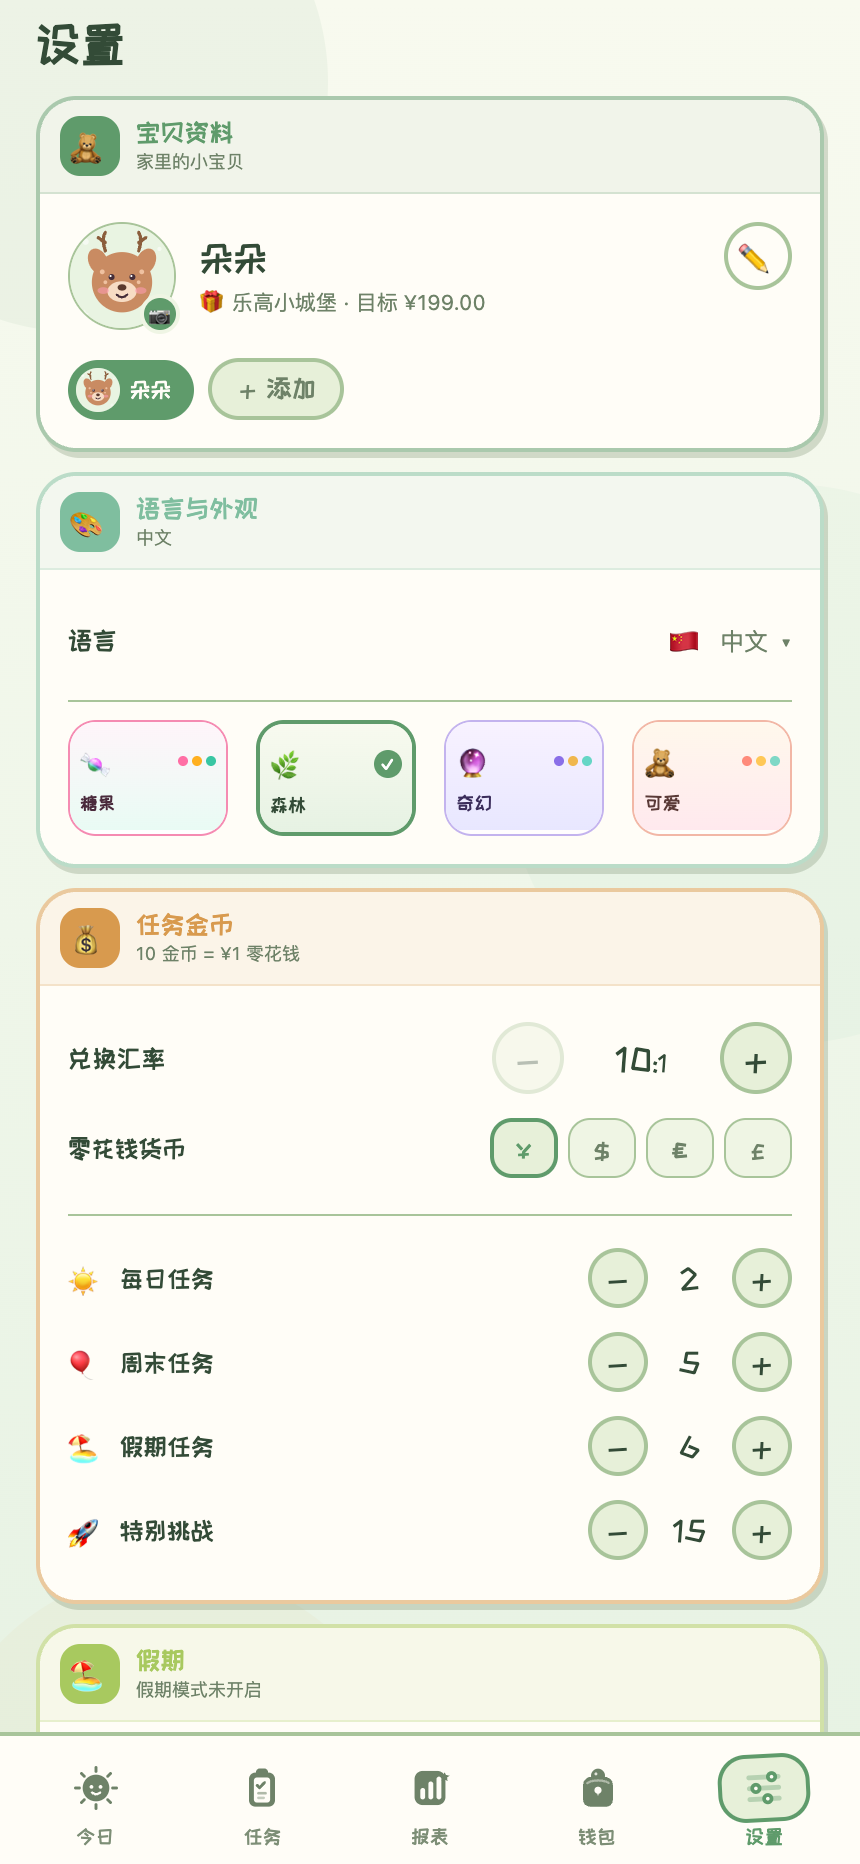 设置
宝贝资料
家里的小宝贝
朵朵
乐高小城堡 · 目标 ¥199.00
朵朵
+ 添加
语言与外观
中文
语言
中文
糖果
森林
奇幻
可爱
任务金币
10 金币 = ¥1 零花钱
兑换汇率
− 10:1 +
零花钱货币
¥ $ € £
每日任务
− 2 +
周末任务
− 5 +
假期任务
− 6 +
特别挑战
− 15 +
假期
假期模式未开启
今日
任务
报表
钱包
设置